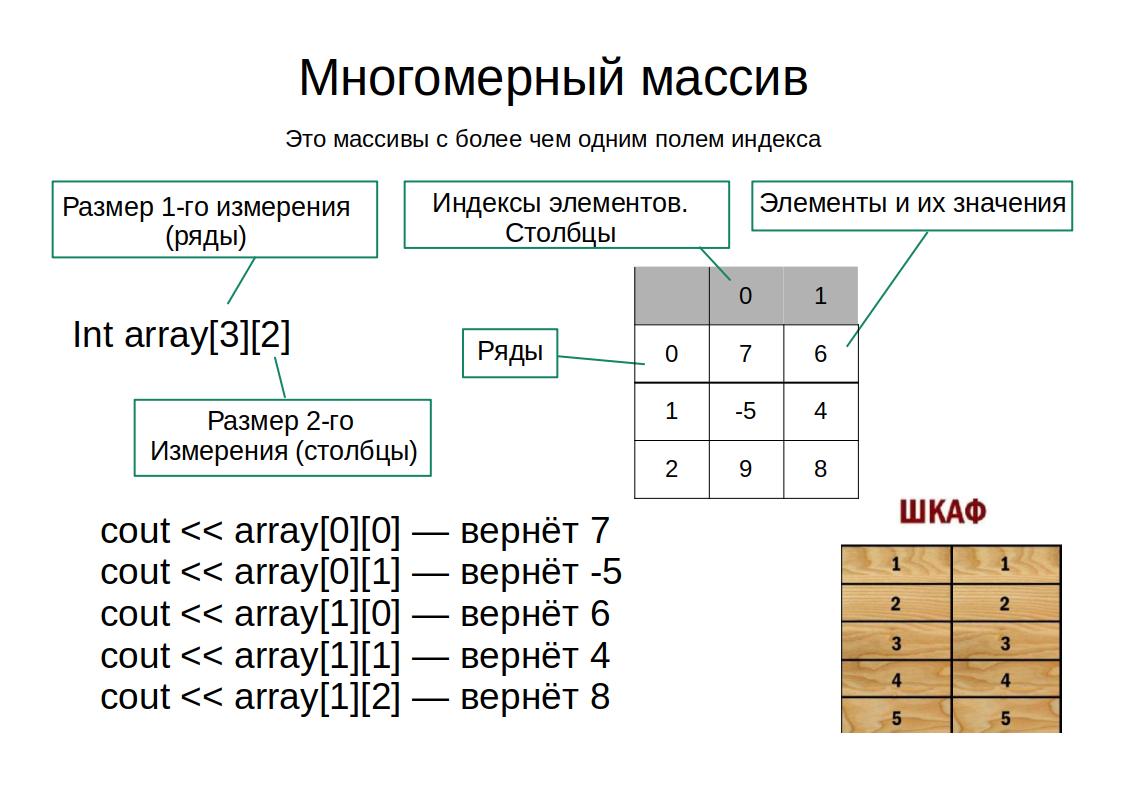 Многомерный массив
Это массивы с более чем одним полем индекса
Размер 1-го измерения
(ряды)
Индексы элементов.
Столбцы
Элементы и их значения
Int array[3][2]
Ряды
Размер 2-го
Измерения (столбцы)
0 1
0 7 6
1 -5 4
2 9 8
cout << array[0][0] — вернёт 7
cout << array[0][1] — вернёт -5
cout << array[1][0] — вернёт 6
cout << array[1][1] — вернёт 4
cout << array[1][2] — вернёт 8
ШКАФ
1 1
2 2
3 3
4 4
5 5